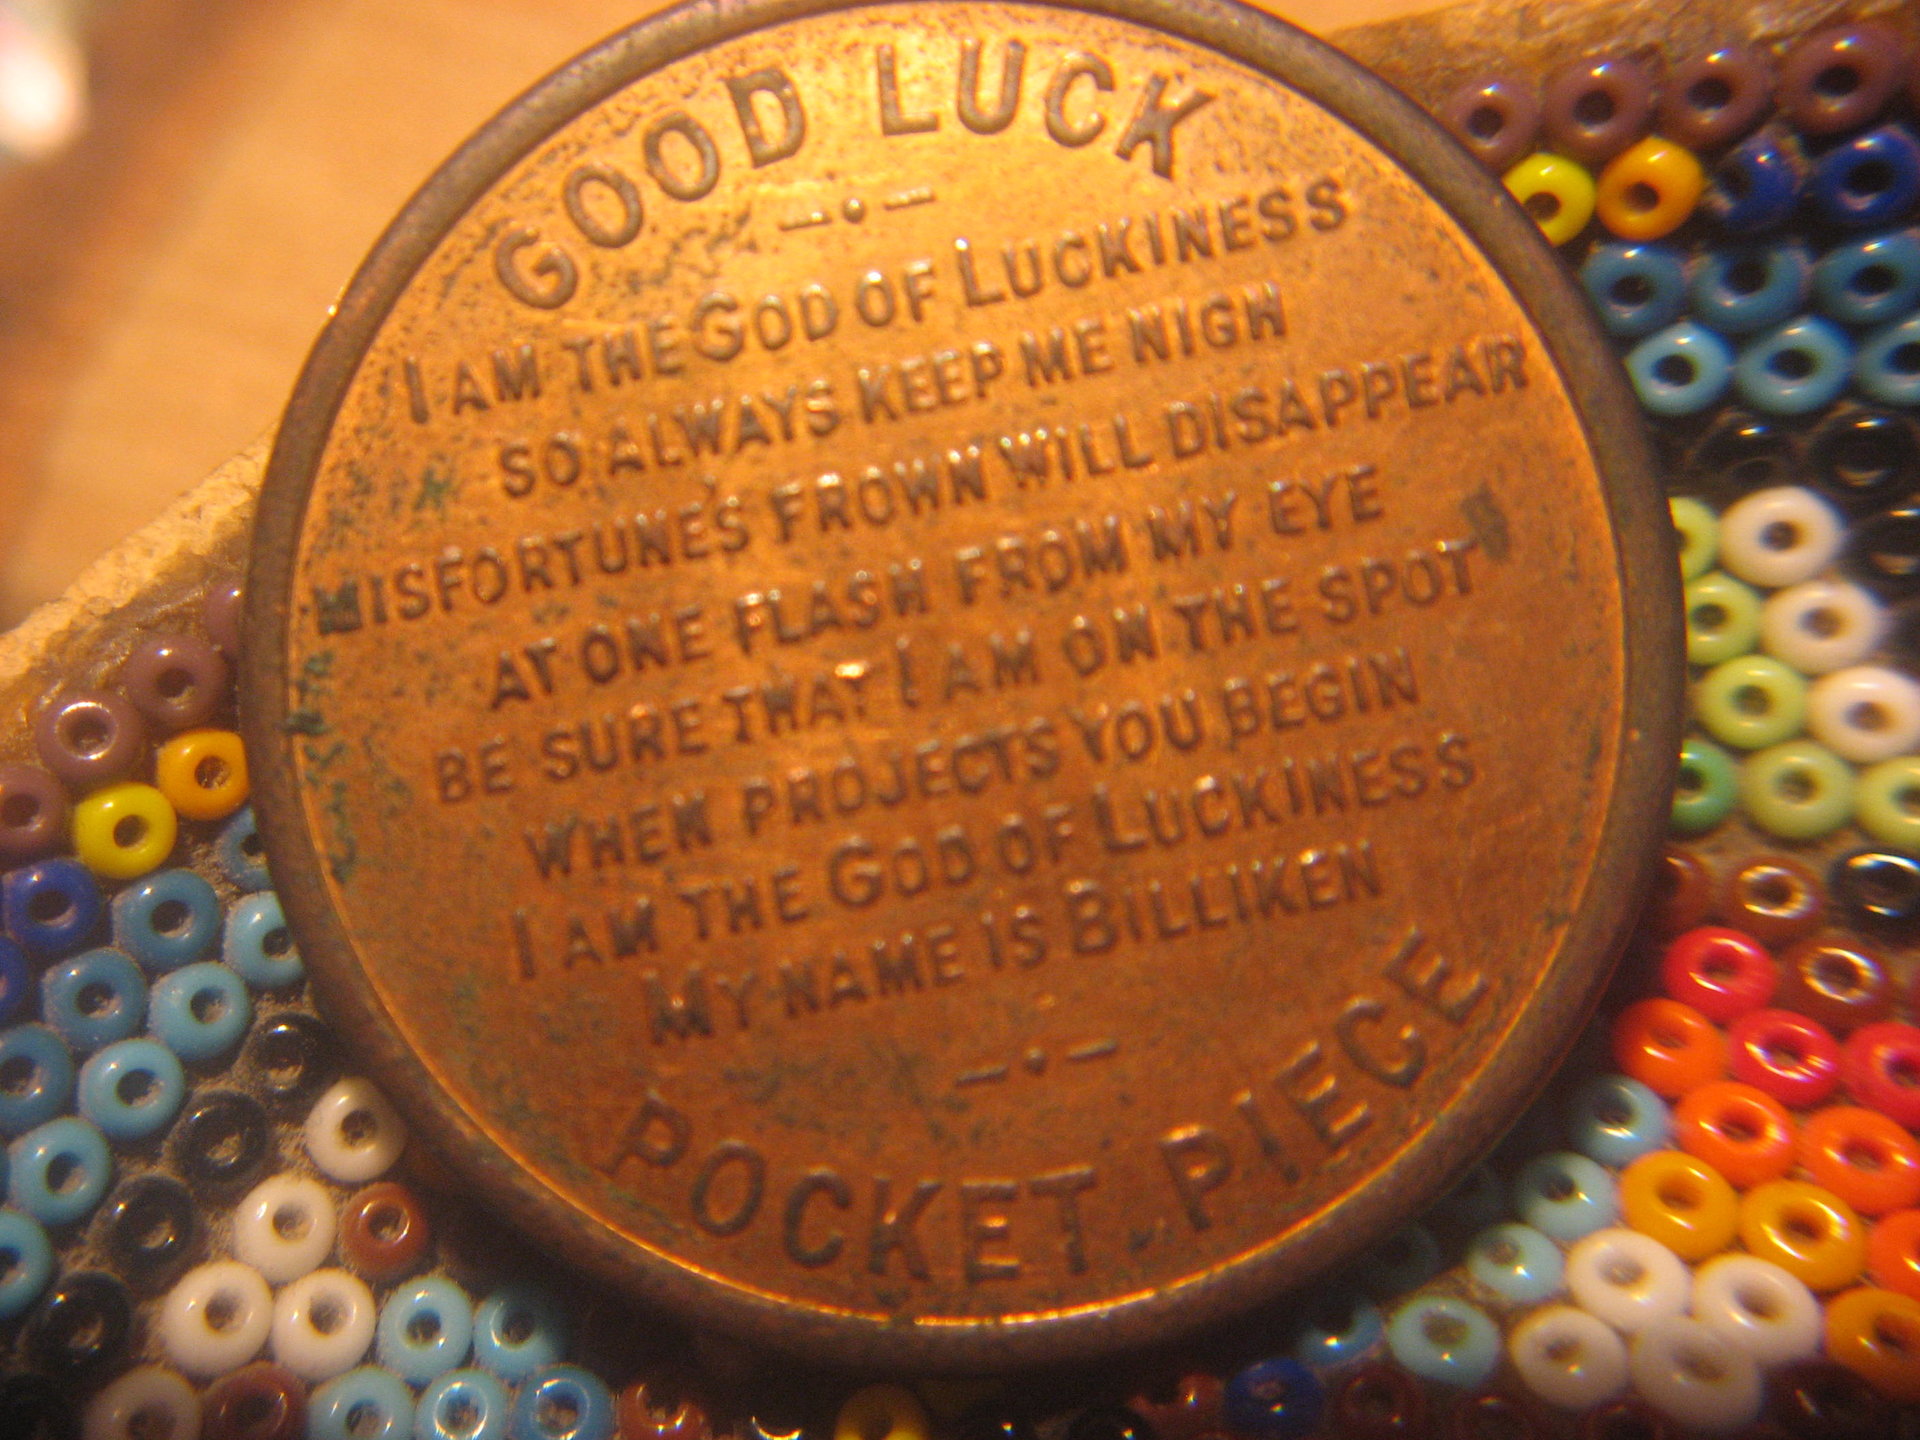 GOOD LUCK
I AM THE GOD OF LUCKINESS
SO ALWAYS KEEP ME NIGH
MISFORTUNES FROWN WILL DISAPPEAR
AT ONE FLASH FROM MY EYE
BE SURE THAT I AM ON THE SPOT
WHEN PROJECTS YOU BEGIN
I AM THE GOD OF LUCKINESS
MY NAME IS BILLIKEN
POCKET PIECE